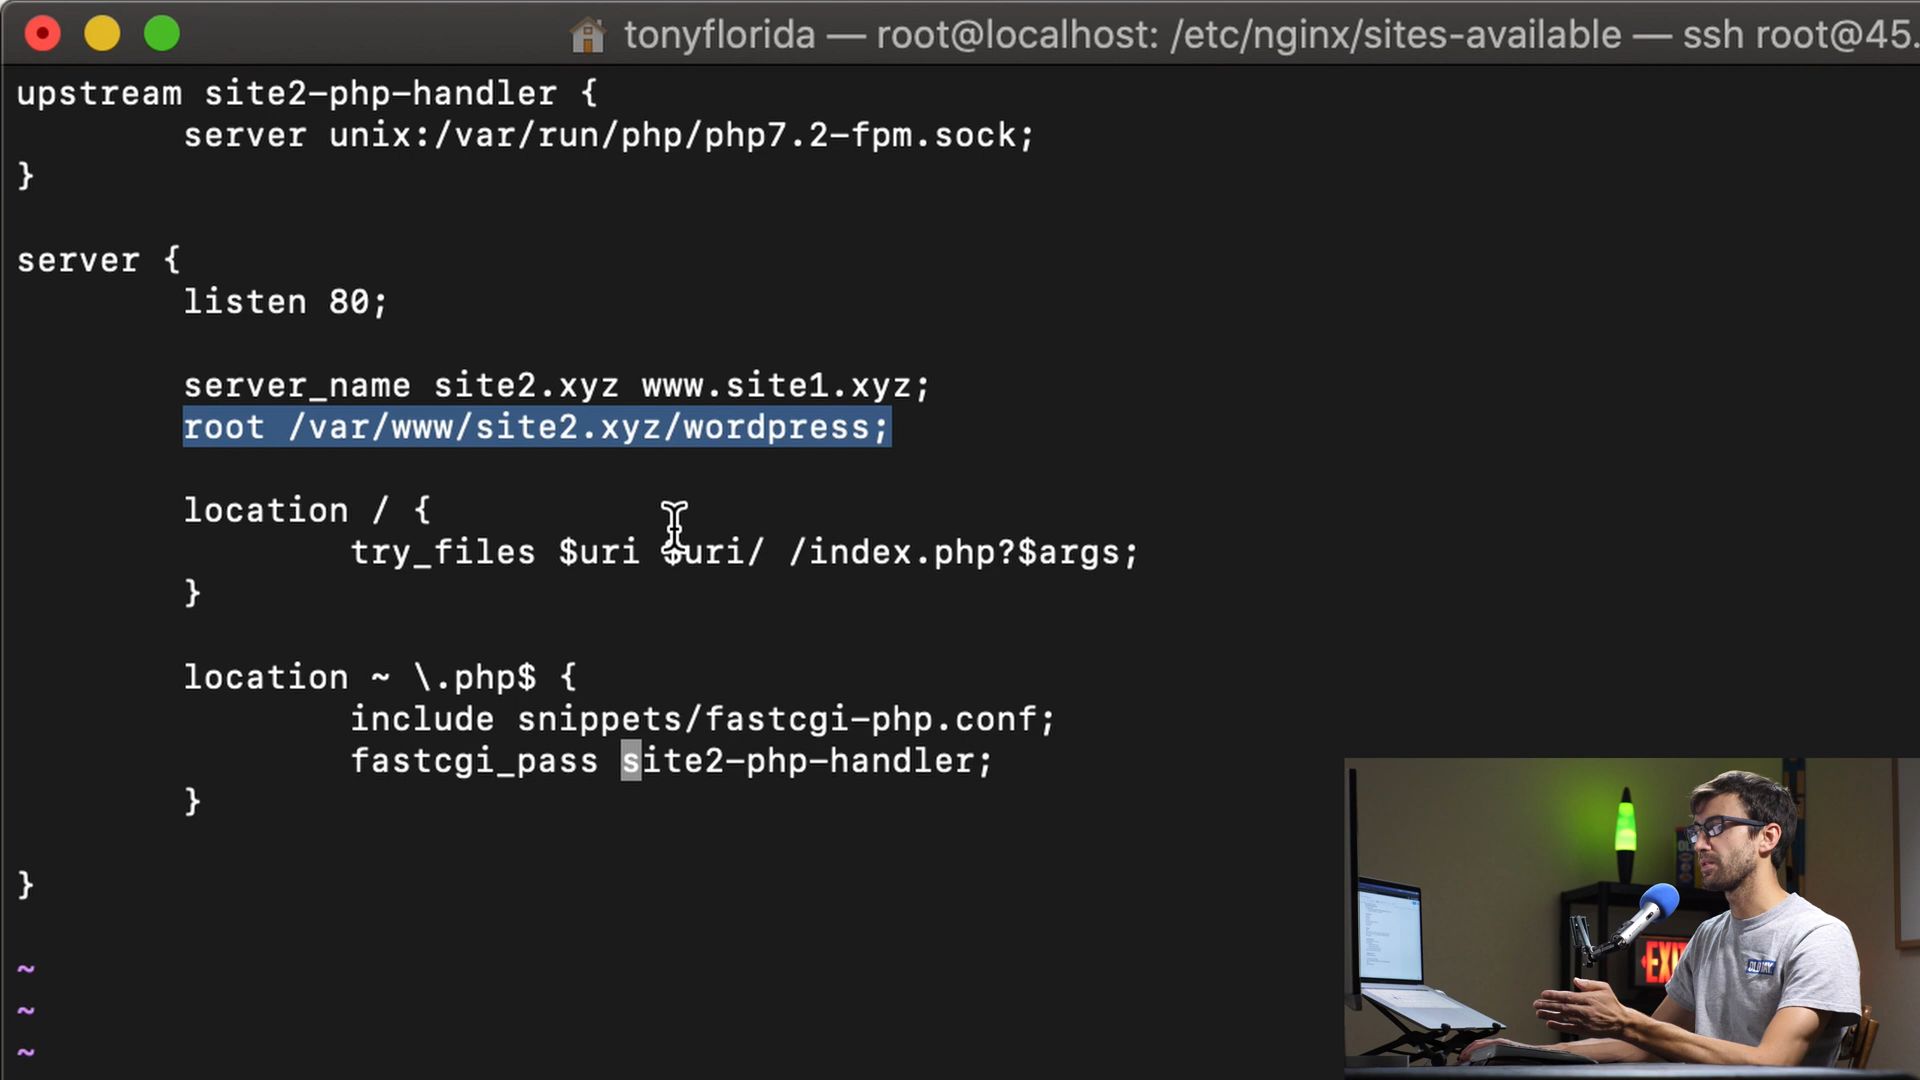 tonyflorida — root@localhost: /etc/nginx/sites-available — ssh root@45.
upstream site2-php-handler {
server unix:/var/run/php/php7.2-fpm.sock;
}
server {
listen 80;
server_name site2.xyz www.site1.xyz;
root /var/www/site2.xyz/wordpress;
location / {
try_files $uri $uri/ /index.php?$args;
}
location ~ \.php$ {
include snippets/fastcgi-php.conf;
fastcgi_pass site2-php-handler;
}
}
~
~
~